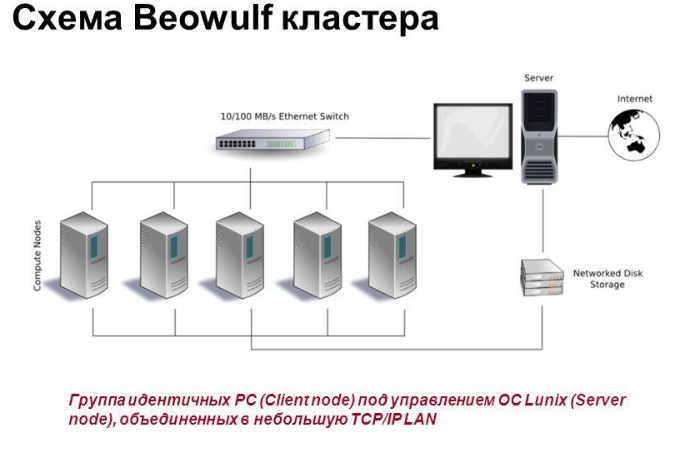 Схема Beowulf кластера
Server
Internet
10/100 MB/s Ethernet Switch
Compute Nodes
Networked Disk
Storage
Группа идентичных PC (Client node) под управлением ОС Lunix (Server
node), объединенных в небольшую TCP/IP LAN